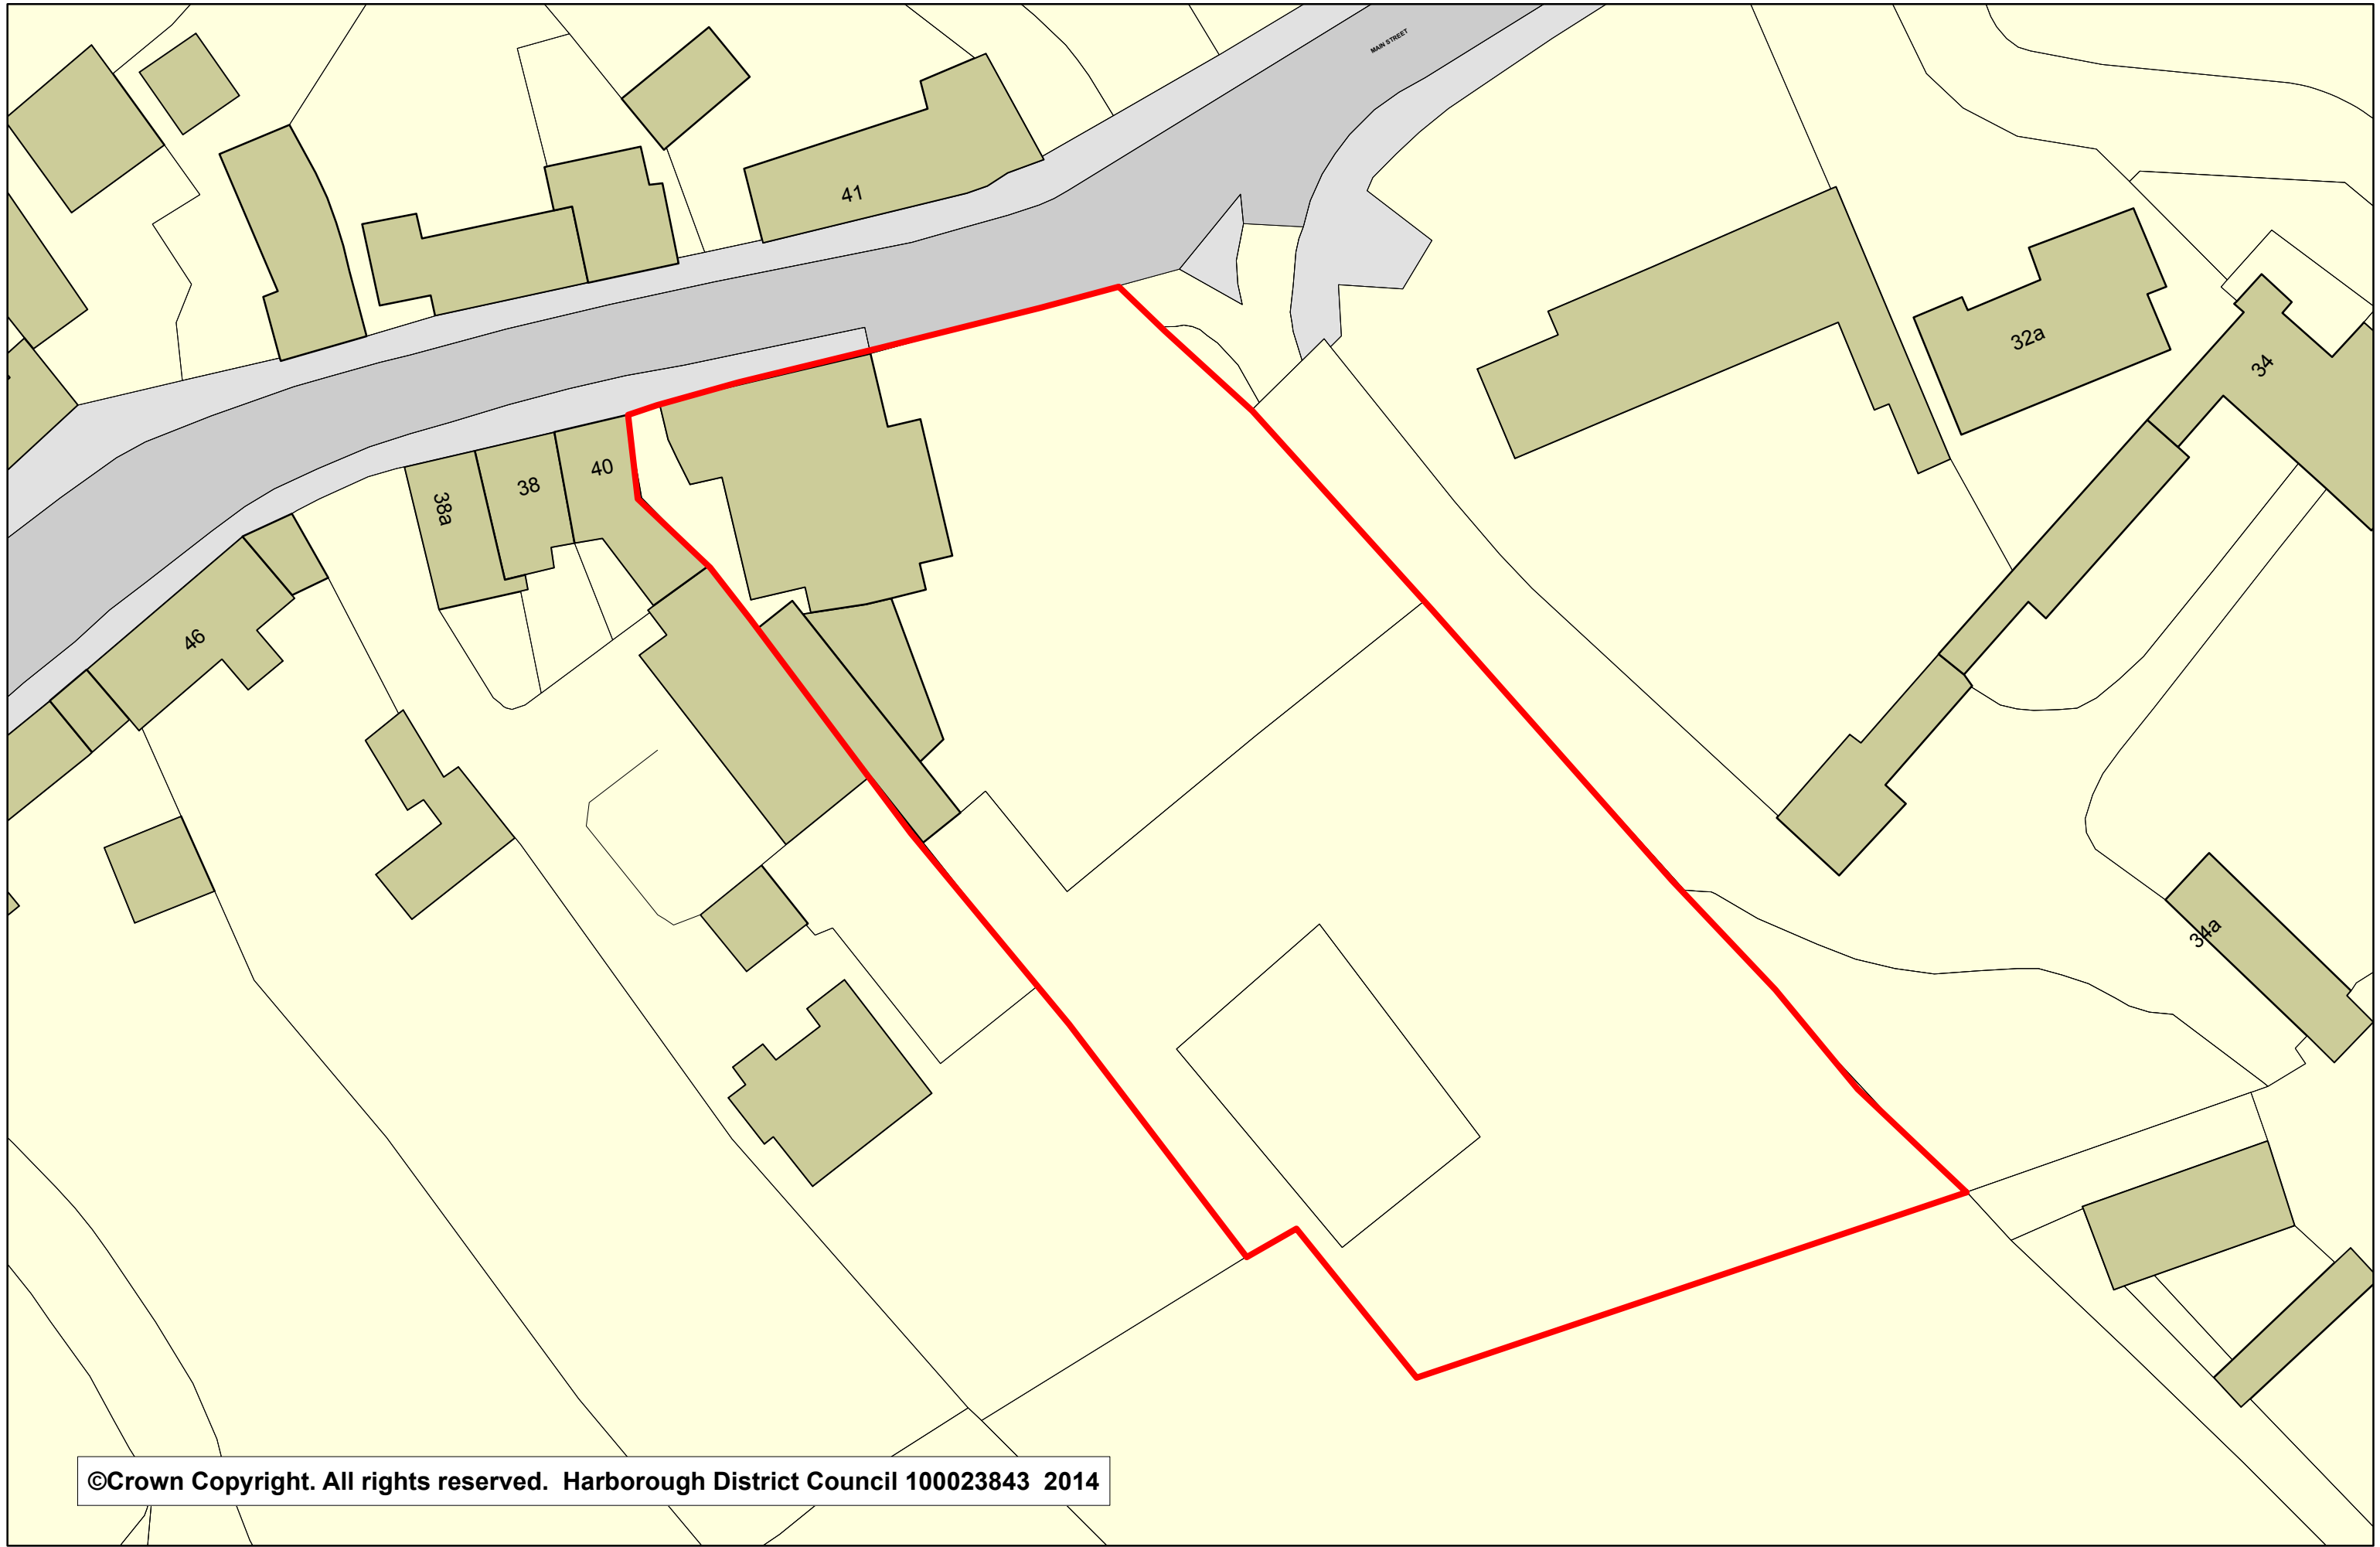 MAIN STREET
41
32a
34
40
38
38a
46
34a
©Crown Copyright. All rights reserved. Harborough District Council 100023843 2014